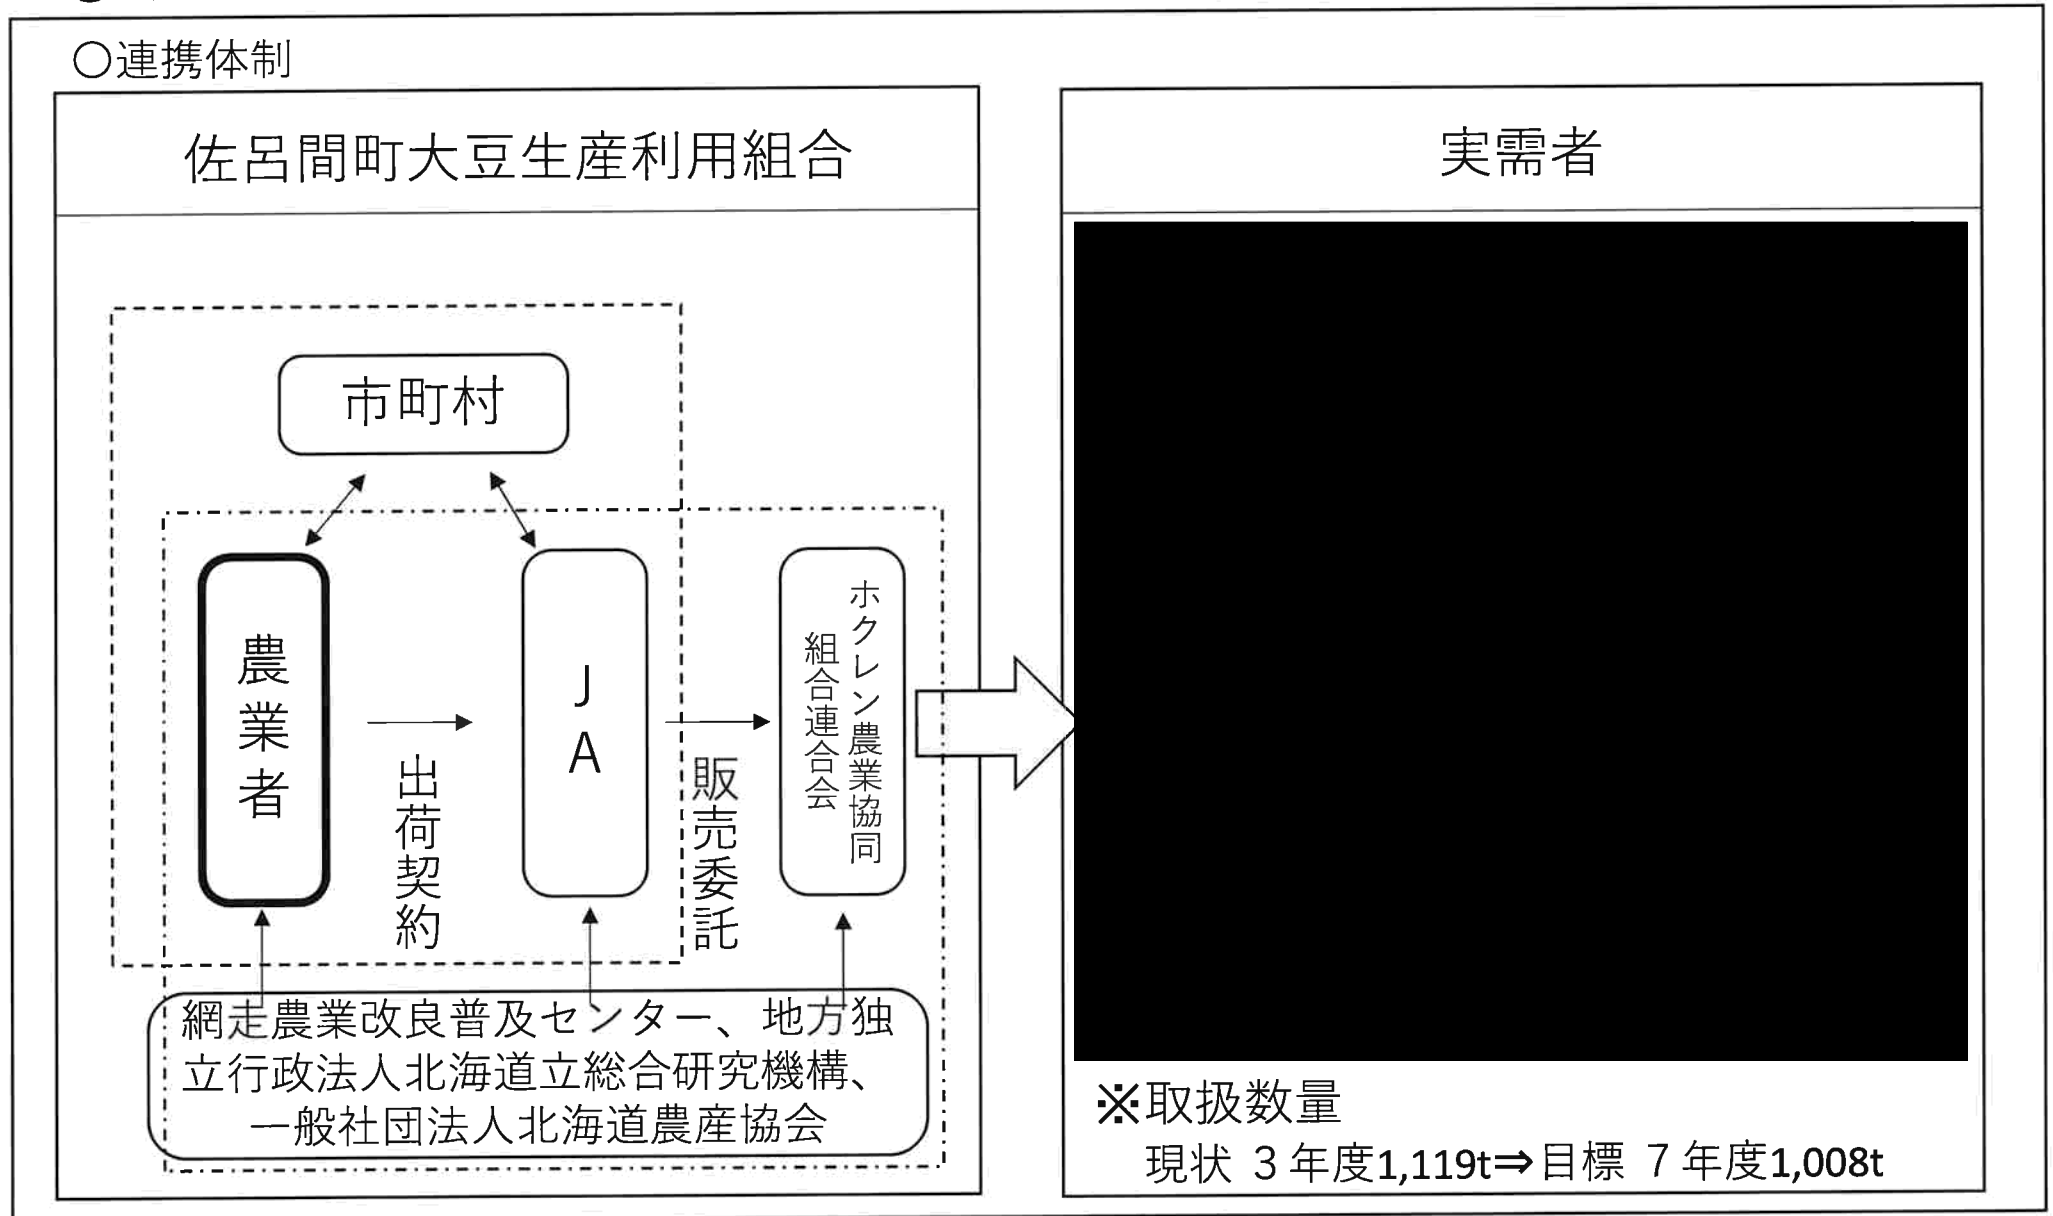 ○連携体制
佐呂間町大豆生産利用組合
市町村
農業者
出荷契約
JA
販売委託
ホクレン農業協同
組合連合会
網走農業改良普及センター、地方独
立行政法人北海道立総合研究機構、
一般社団法人北海道農産協会
実需者
※取扱数量
現状 3年度1,119t⇒目標 7年度1,008t